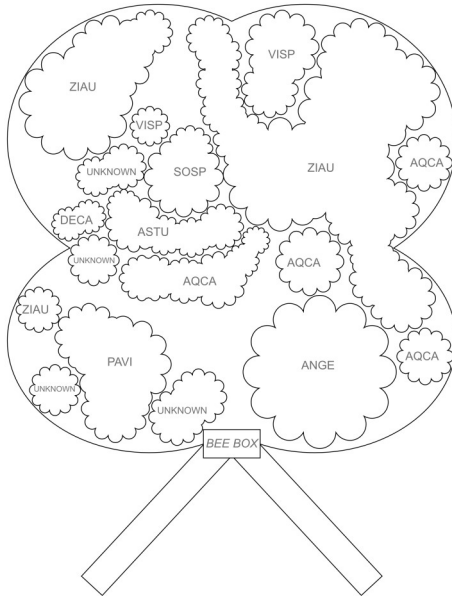 VISP
ZIAU
VISP
AQCA
ZIAU
UNKNOWN
SOSP
DECA
ASTU
UNKNOWN
AQCA
AQCA
ZIAU
AQCA
PAVI
ANGE
UNKNOWN
UNKNOWN
BEE BOX